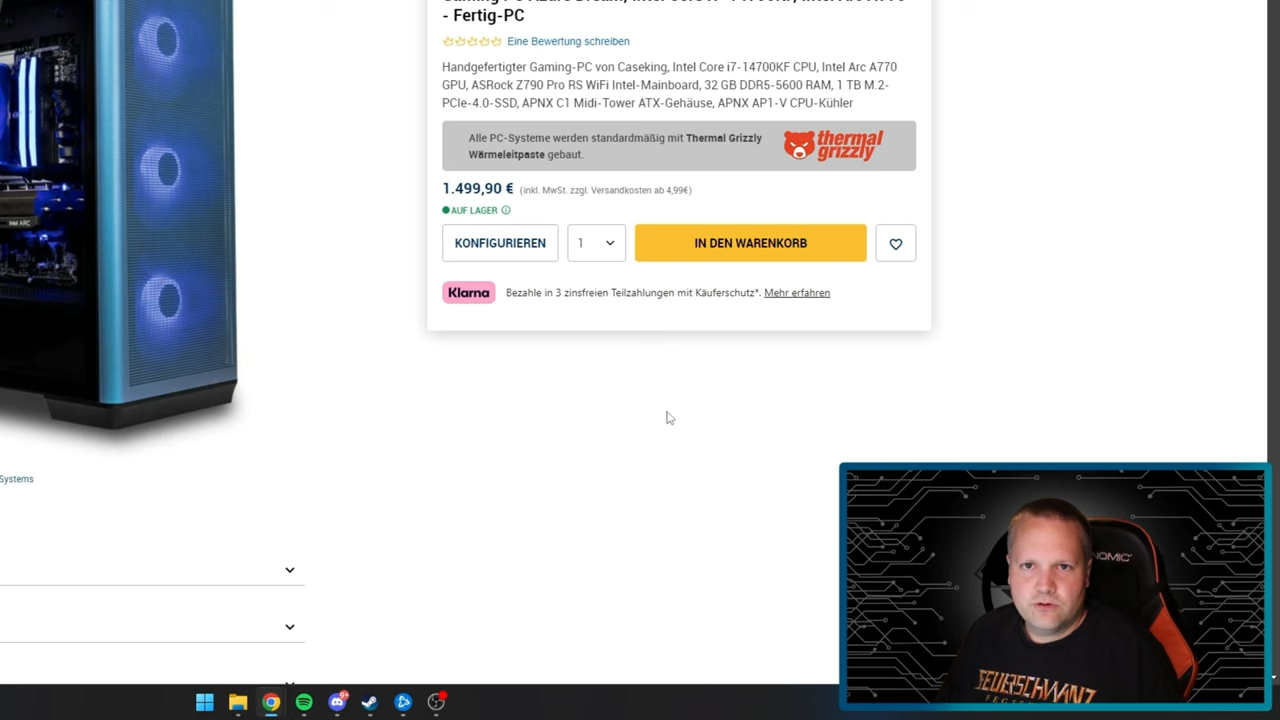 - Fertig-PC
Eine Bewertung schreiben
Handgefertigter Gaming-PC von Caseking, Intel Core i7-14700KF CPU, Intel Arc A770
GPU, ASRock Z790 Pro RS WiFi Intel-Mainboard, 32 GB DDR5-5600 RAM, 1 TB M.2-
PCIe-4.0-SSD, APNX C1 Midi-Tower ATX-Gehäuse, APNX AP1-V CPU-Kühler
Alle PC-Systeme werden standardmäßig mit Thermal Grizzly
Wärmeleitpaste gebaut.
thermal
grizzly
1.499,90 € (inkl. MwSt. zzgl. Versandkosten ab 4,99€)
AUF LAGER
KONFIGURIEREN 1 IN DEN WARENKORB
Klarna Bezahle in 3 zinsfreien Teilzahlungen mit Käuferschutz*. Mehr erfahren
intel ARC
Systems
NOMIC
FEUERSCHWANZ